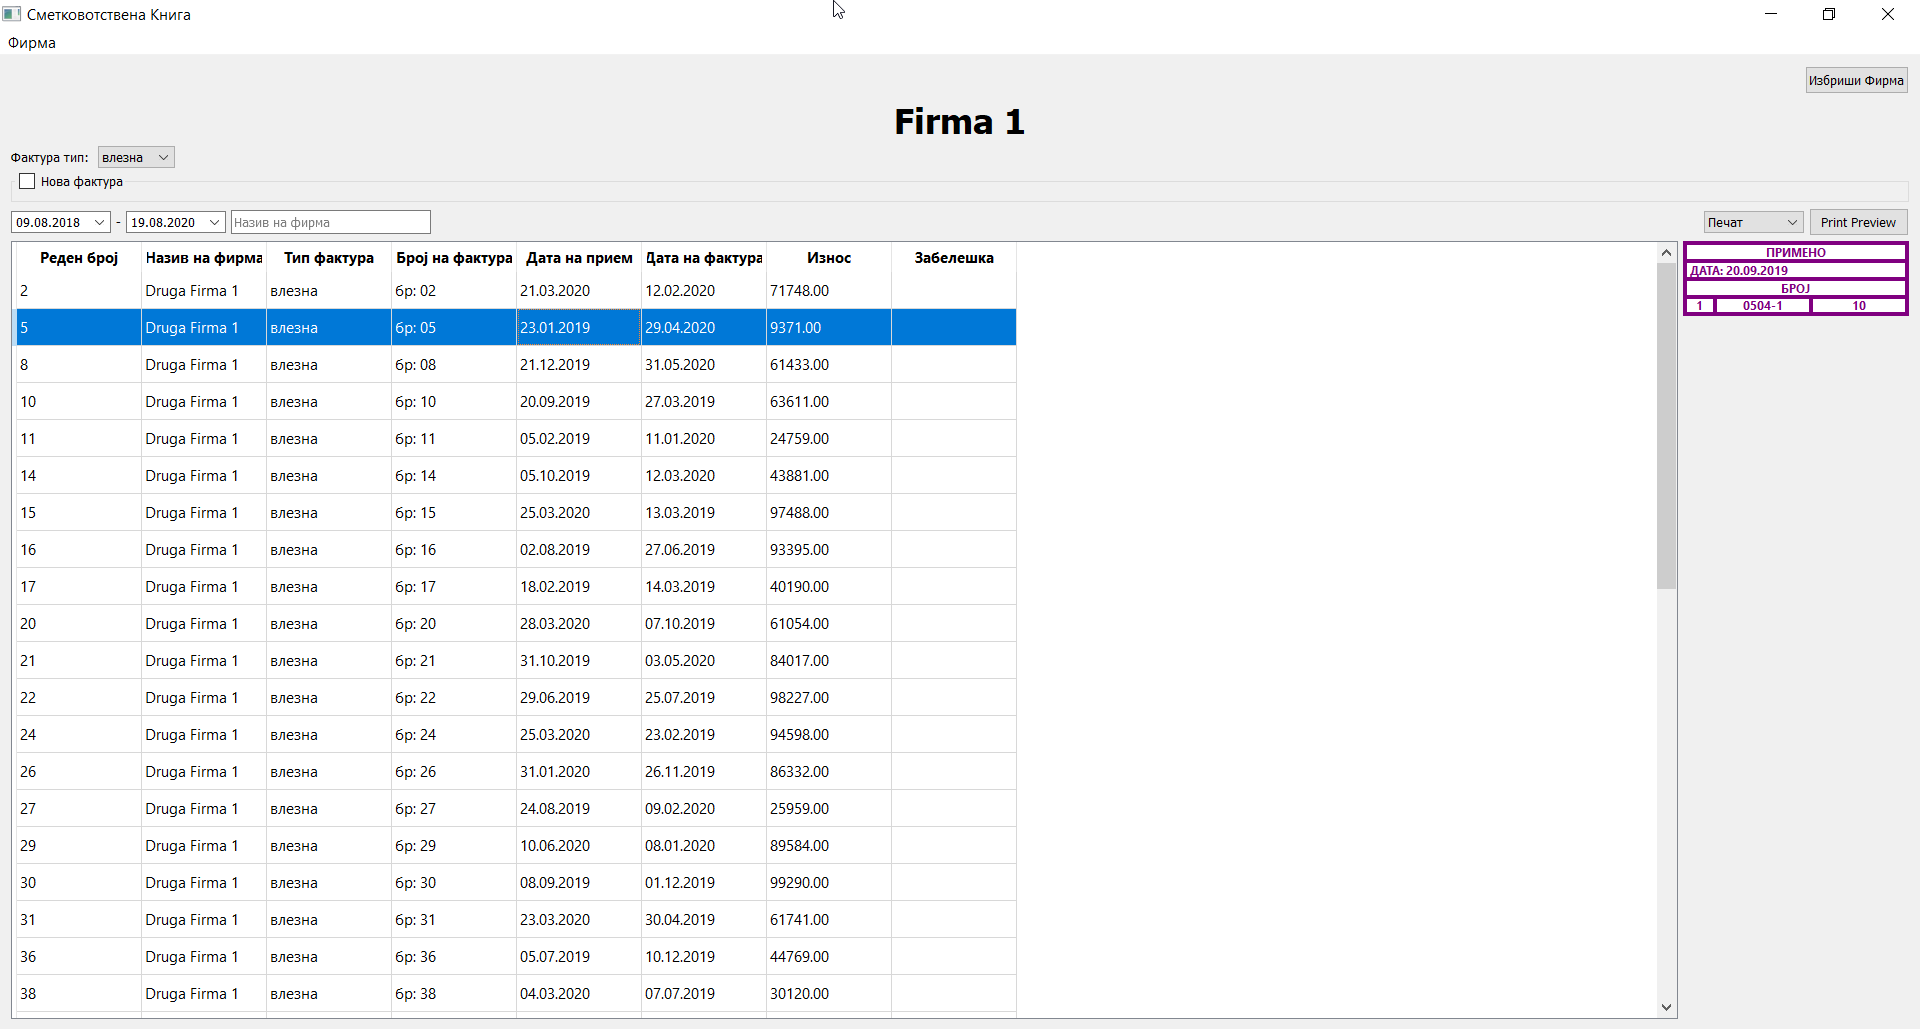 Сметковотствена Книга
Фирма
Избриши Фирма
Firma 1
Фактура тип: влезна
Нова фактура
09.08.2018 - 19.08.2020 Назив на фирма Печат Print Preview
Реден број Назив на фирма Тип фактура Број на фактура Дата на прием Дата на фактура Износ Забелешка
2 Druga Firma 1 влезна бр: 02 21.03.2020 12.02.2020 71748.00
5 Druga Firma 1 влезна бр: 05 23.01.2019 29.04.2020 9371.00
8 Druga Firma 1 влезна бр: 08 21.12.2019 31.05.2020 61433.00
10 Druga Firma 1 влезна бр: 10 20.09.2019 27.03.2019 63611.00
11 Druga Firma 1 влезна бр: 11 05.02.2019 11.01.2020 24759.00
14 Druga Firma 1 влезна бр: 14 05.10.2019 12.03.2020 43881.00
15 Druga Firma 1 влезна бр: 15 25.03.2020 13.03.2019 97488.00
16 Druga Firma 1 влезна бр: 16 02.08.2019 27.06.2019 93395.00
17 Druga Firma 1 влезна бр: 17 18.02.2019 14.03.2019 40190.00
20 Druga Firma 1 влезна бр: 20 28.03.2020 07.10.2019 61054.00
21 Druga Firma 1 влезна бр: 21 31.10.2019 03.05.2020 84017.00
22 Druga Firma 1 влезна бр: 22 29.06.2019 25.07.2019 98227.00
24 Druga Firma 1 влезна бр: 24 25.03.2020 23.02.2019 94598.00
26 Druga Firma 1 влезна бр: 26 31.01.2020 26.11.2019 86332.00
27 Druga Firma 1 влезна бр: 27 24.08.2019 09.02.2020 25959.00
29 Druga Firma 1 влезна бр: 29 10.06.2020 08.01.2020 89584.00
30 Druga Firma 1 влезна бр: 30 08.09.2019 01.12.2019 99290.00
31 Druga Firma 1 влезна бр: 31 23.03.2020 30.04.2019 61741.00
36 Druga Firma 1 влезна бр: 36 05.07.2019 10.12.2019 44769.00
38 Druga Firma 1 влезна бр: 38 04.03.2020 07.07.2019 30120.00
ПРИМЕНО
ДАТА: 20.09.2019
БРОЈ
1 0504-1 10